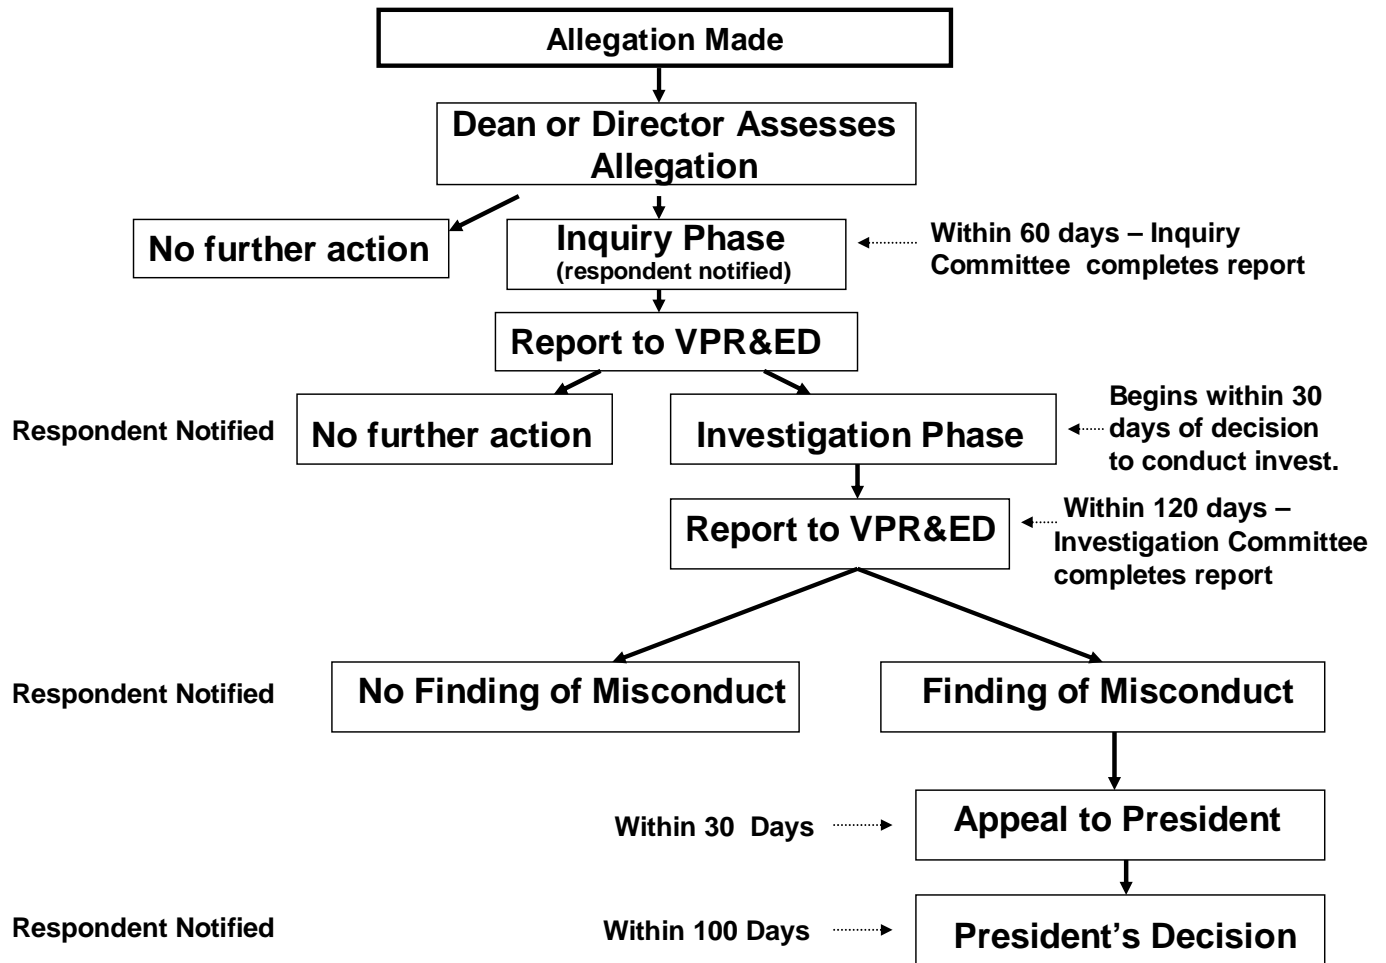 Allegation Made
Dean or Director Assesses
Allegation
No further action
Inquiry Phase
(respondent notified)
Within 60 days – Inquiry
Committee completes report
Report to VPR&ED
Respondent Notified
No further action
Investigation Phase
Begins within 30
days of decision
to conduct invest.
Report to VPR&ED
Within 120 days –
Investigation Committee
completes report
Respondent Notified
No Finding of Misconduct
Finding of Misconduct
Within 30 Days
Appeal to President
Respondent Notified
Within 100 Days
President’s Decision